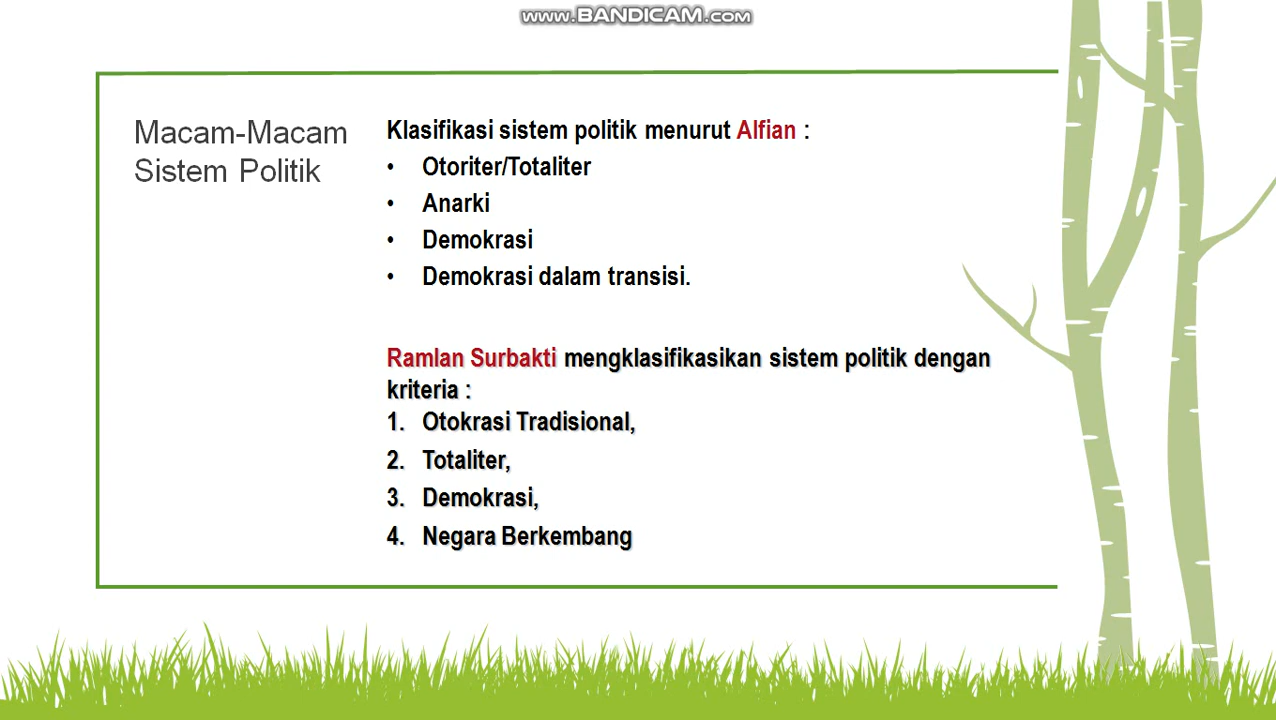 www.BANDICAM.com
Macam-Macam
Sistem Politik
Klasifikasi sistem politik menurut Alfian :
• Otoriter/Totaliter
• Anarki
• Demokrasi
• Demokrasi dalam transisi.
Ramlan Surbakti mengklasifikasikan sistem politik dengan
kriteria :
1. Otokrasi Tradisional,
2. Totaliter,
3. Demokrasi,
4. Negara Berkembang